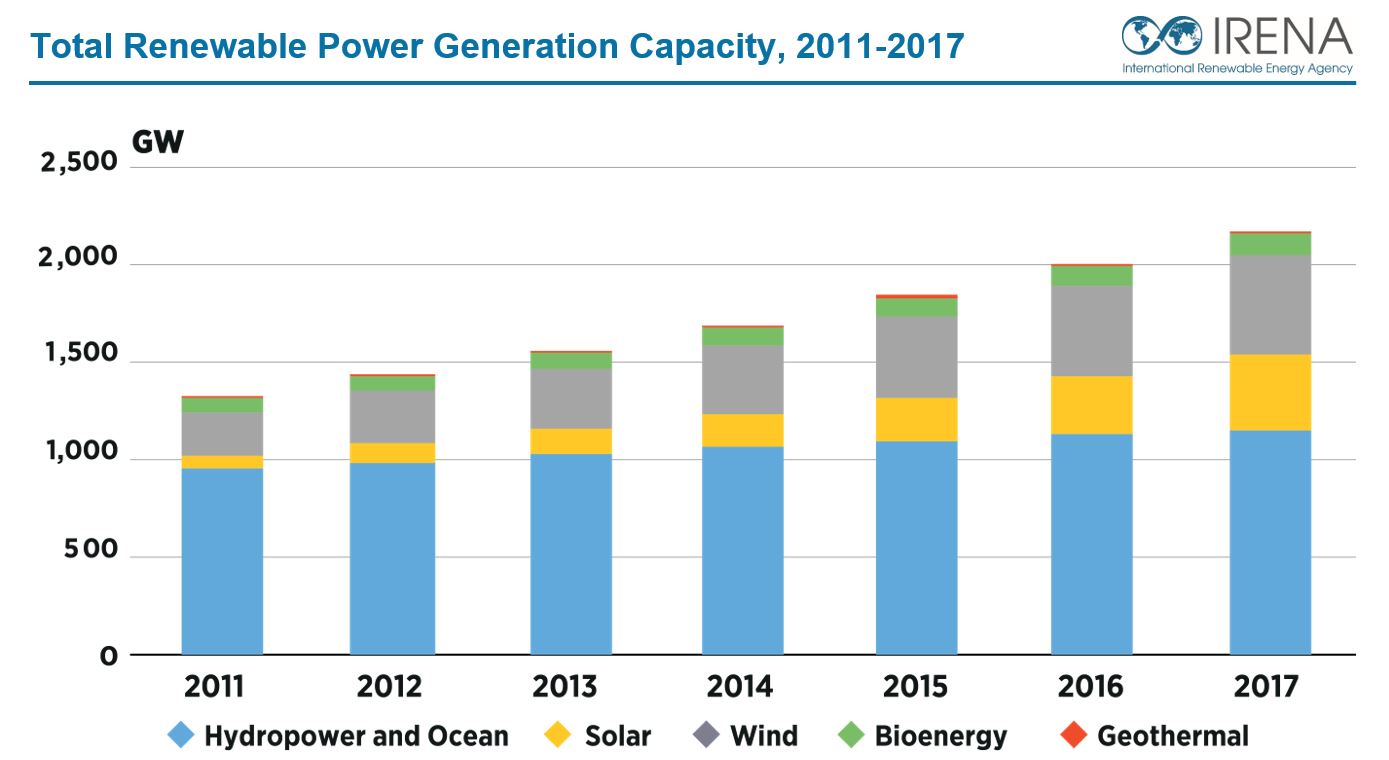 Total Renewable Power Generation Capacity, 2011-2017
IRENA
International Renewable Energy Agency
GW
2,500
2,000
1,500
1,000
500
0
2011 2012 2013 2014 2015 2016 2017
Hydropower and Ocean Solar Wind Bioenergy Geothermal